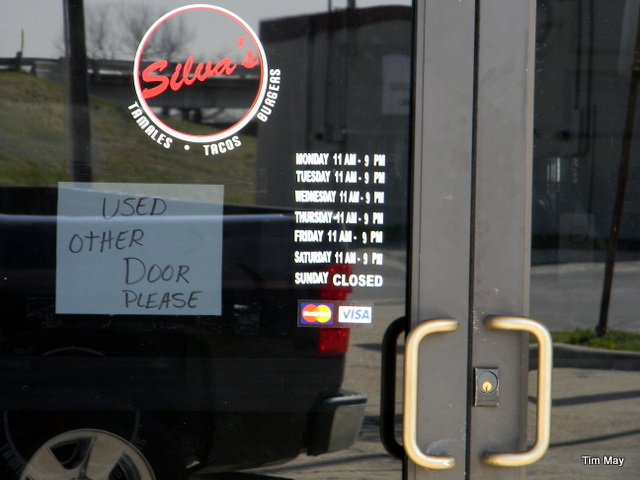 Silva's
TAMALES • TACOS BURGERS
MONDAY 11 AM - 9 PM
TUESDAY 11 AM - 9 PM
WEDNESDAY 11 AM - 9 PM
THURSDAY 11 AM - 9 PM
FRIDAY 11 AM - 9 PM
SATURDAY 11 AM - 9 PM
SUNDAY CLOSED
MasterCard VISA
USED
OTHER
DOOR
PLEASE
Tim May